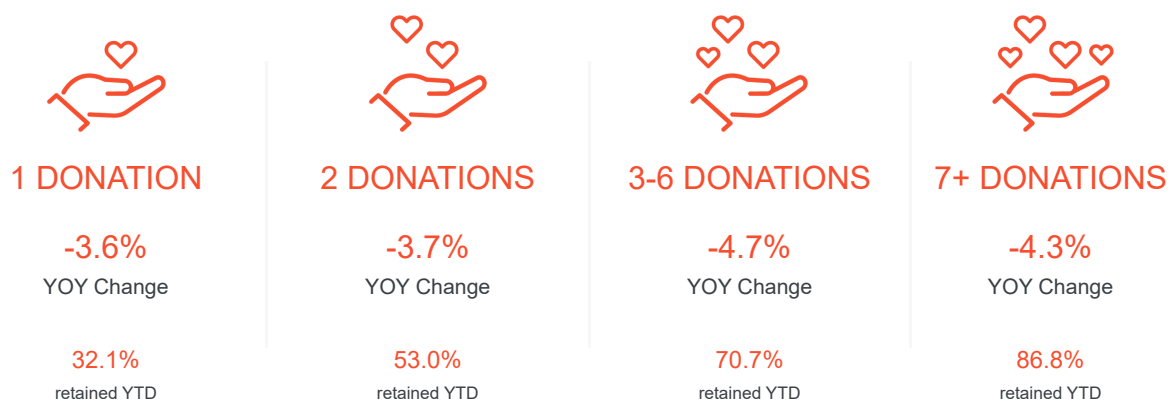 1 DONATION
-3.6%
YOY Change
32.1%
retained YTD
2 DONATIONS
-3.7%
YOY Change
53.0%
retained YTD
3-6 DONATIONS
-4.7%
YOY Change
70.7%
retained YTD
7+ DONATIONS
-4.3%
YOY Change
86.8%
retained YTD